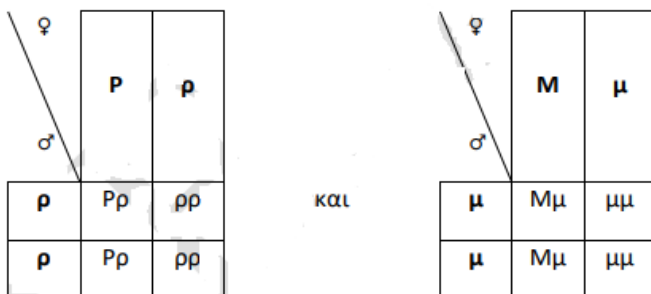 ♀ ♀
Ρ ρ Μ μ
♂ ♂
ρ Ρρ ρρ και μ Μμ μμ
ρ Ρρ ρρ μ Μμ μμ